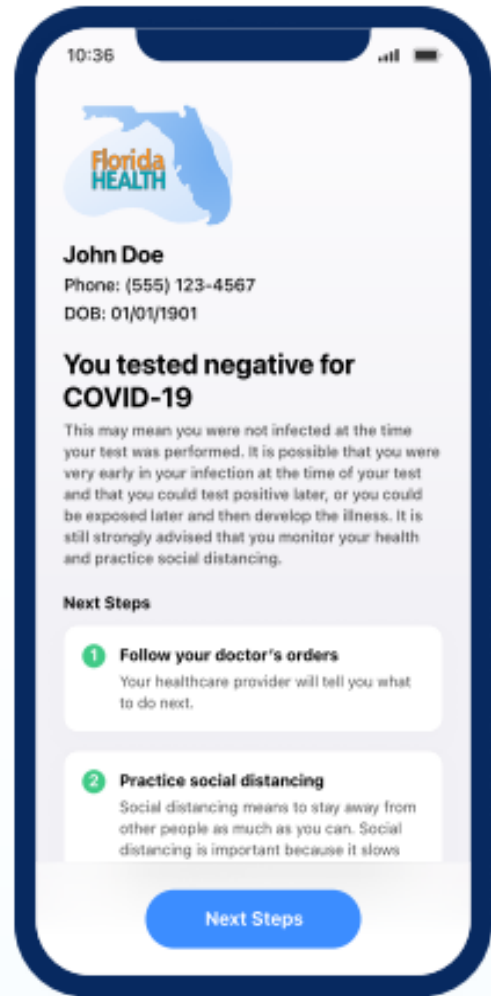 10:36
Florida
HEALTH
John Doe
Phone: (555) 123-4567
DOB: 01/01/1901
You tested negative for
COVID-19
This may mean you were not infected at the time
your test was performed. It is possible that you were
very early in your infection at the time of your test
and that you could test positive later, or you could
be exposed later and then develop the illness. It is
still strongly advised that you monitor your health
and practice social distancing.
Next Steps
1 Follow your doctor's orders
Your healthcare provider will tell you what
to do next.
2 Practice social distancing
Social distancing means to stay away from
other people as much as you can. Social
distancing is important because it slows
Next Steps